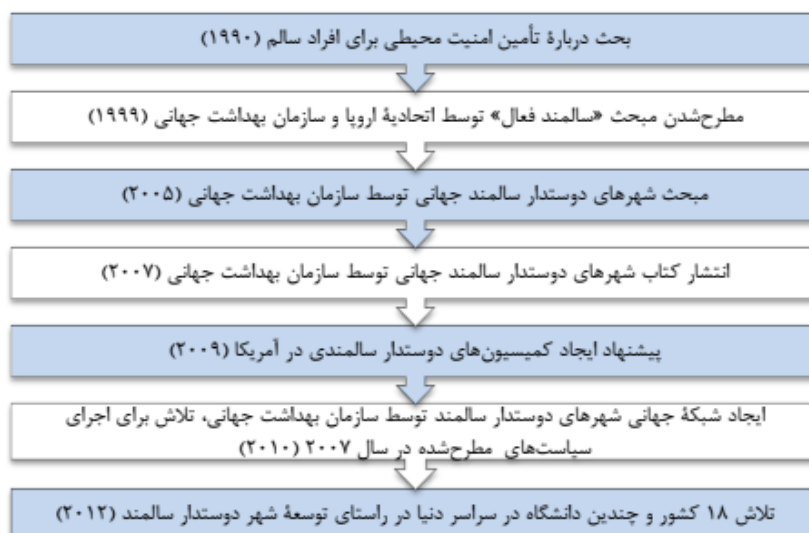 بحث دربارهٔ تأمین امنیت محیطی برای افراد سالم (۱۹۹۰)
مطرح‌شدن مبحث «سالمند فعال» توسط اتحادیهٔ اروپا و سازمان بهداشت جهانی (۱۹۹۹)
مبحث شهرهای دوستدار سالمند جهانی توسط سازمان بهداشت جهانی (۲۰۰۵)
انتشار کتاب شهرهای دوستدار سالمند جهانی توسط سازمان بهداشت جهانی (۲۰۰۷)
پیشنهاد ایجاد کمیسیون‌های دوستدار سالمندی در آمریکا (۲۰۰۹)
ایجاد شبکهٔ جهانی شهرهای دوستدار سالمند توسط سازمان بهداشت جهانی، تلاش برای اجرای
سیاست‌های مطرح‌شده در سال ۲۰۰۷ (۲۰۱۰)
تلاش ۱۸ کشور و چندین دانشگاه در سراسر دنیا در راستای توسعهٔ شهر دوستدار سالمند (۲۰۱۲)